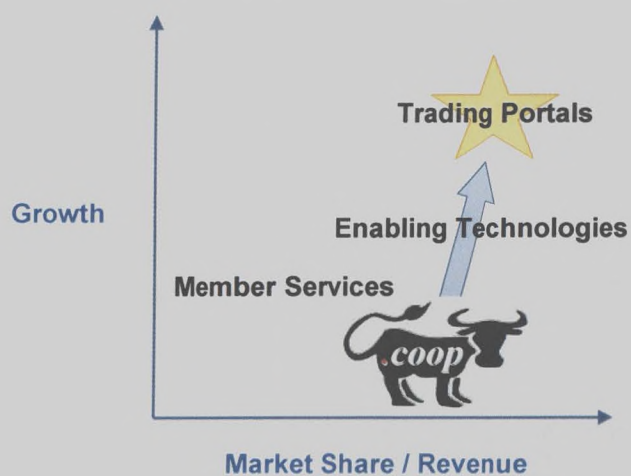 Trading Portals
Growth
Enabling Technologies
Member Services
.coop
Market Share / Revenue